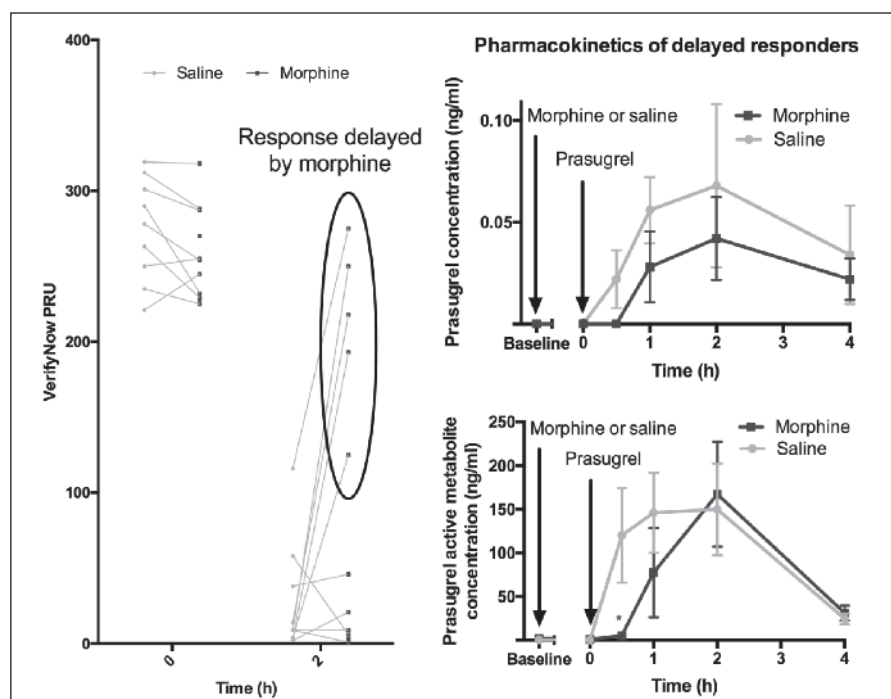 400
300
200
100
0
VerifyNow PRU
Saline
Morphine
Response delayed
by morphine
0
2
Time (h)
Pharmacokinetics of delayed responders
Prasugrel concentration (ng/ml)
0.10
0.05
Morphine or saline
Prasugrel
Morphine
Saline
Baseline
0
1
2
3
4
Time (h)
Prasugrel active metabolite
concentration (ng/ml)
250
200
150
100
50
Morphine or saline
Prasugrel
Morphine
Saline
*
Baseline
0
1
2
3
4
Time (h)